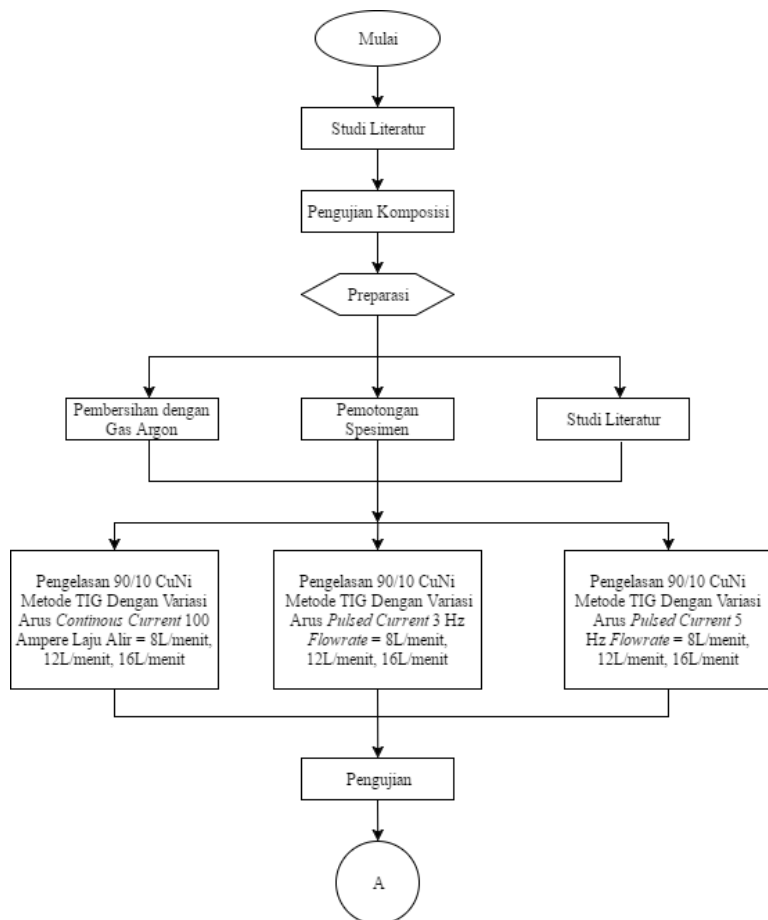 Mulai
Studi Literatur
Pengujian Komposisi
Preparasi
Pembersihan dengan
Gas Argon
Pemotongan
Spesimen
Studi Literatur
Pengelasan 90/10 CuNi
Metode TIG Dengan Variasi
Arus Continous Current 100
Ampere Laju Alir = 8L/menit,
12L/menit, 16L/menit
Pengelasan 90/10 CuNi
Metode TIG Dengan Variasi
Arus Pulsed Current 3 Hz
Flowrate = 8L/menit,
12L/menit, 16L/menit
Pengelasan 90/10 CuNi
Metode TIG Dengan Variasi
Arus Pulsed Current 5
Hz Flowrate = 8L/menit,
12L/menit, 16L/menit
Pengujian
A